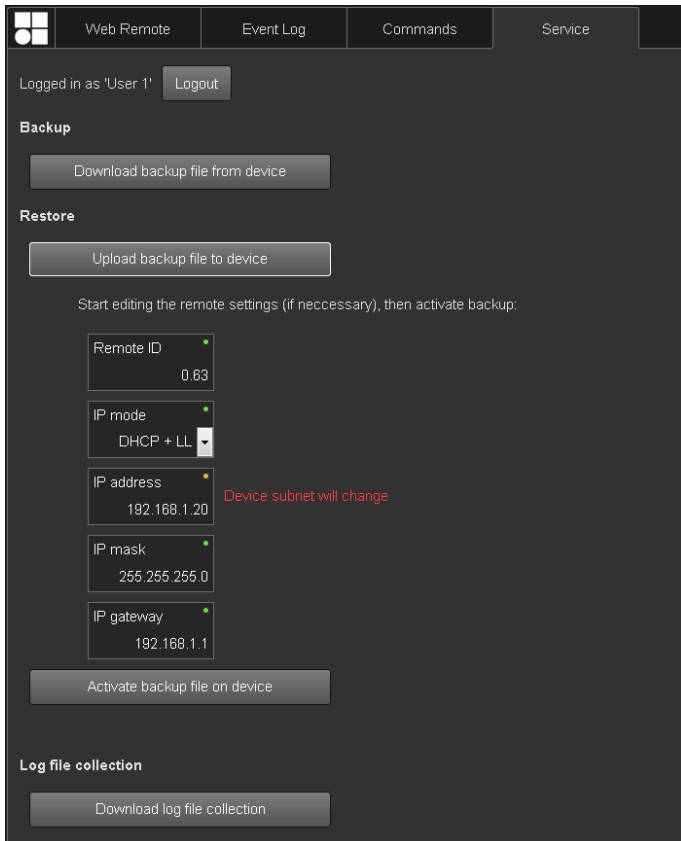 Web Remote
Event Log
Commands
Service
Logged in as 'User 1'
Logout
Backup
Download backup file from device
Restore
Upload backup file to device
Start editing the remote settings (if neccessary), then activate backup:
Remote ID
0.63
IP mode
DHCP + LL
IP address
192.168.1.20
Device subnet will change
IP mask
255.255.255.0
IP gateway
192.168.1.1
Activate backup file on device
Log file collection
Download log file collection